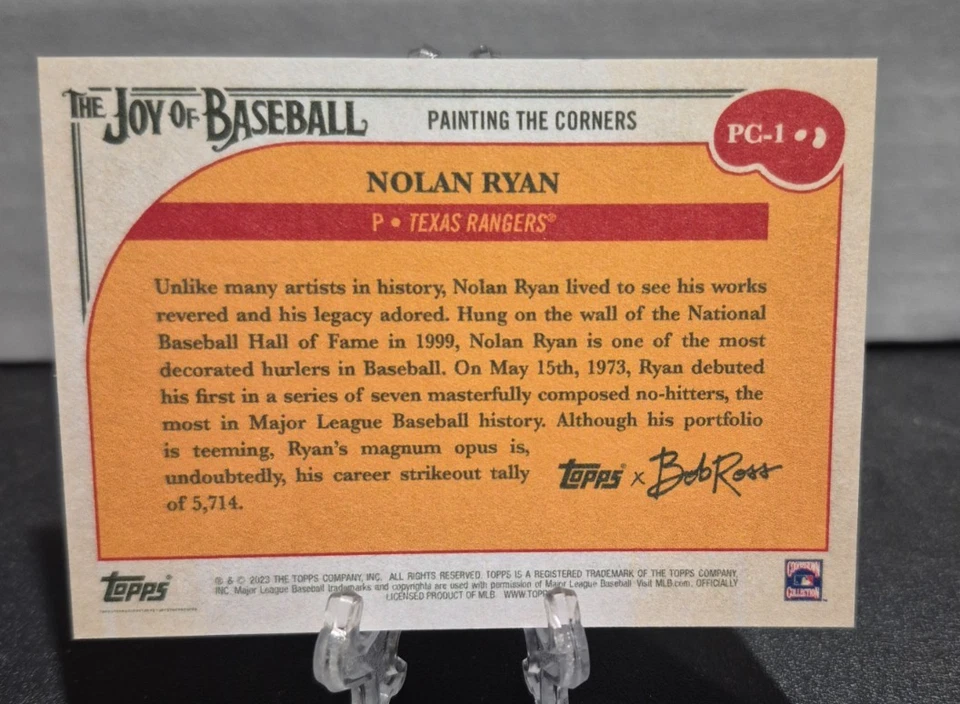 THE JOY OF BASEBALL
PAINTING THE CORNERS
PC-1
NOLAN RYAN
P • TEXAS RANGERS®
Unlike many artists in history, Nolan Ryan lived to see his works
revered and his legacy adored. Hung on the wall of the National
Baseball Hall of Fame in 1999, Nolan Ryan is one of the most
decorated hurlers in Baseball. On May 15th, 1973, Ryan debuted
his first in a series of seven masterfully composed no-hitters, the
most in Major League Baseball history. Although his portfolio
is teeming, Ryan's magnum opus is,
undoubtedly, his career strikeout tally
of 5,714.
Topps® x Bob Ross
Topps®
® & © 2023 THE TOPPS COMPANY, INC. ALL RIGHTS RESERVED. TOPPS IS A REGISTERED TRADEMARK OF THE TOPPS COMPANY,
INC. Major League Baseball trademarks and copyrights are used with permission of Major League Baseball. Visit MLB.com. OFFICIALLY
LICENSED PRODUCT OF MLB. WWW.
COOPERSTOWN
COLLECTION